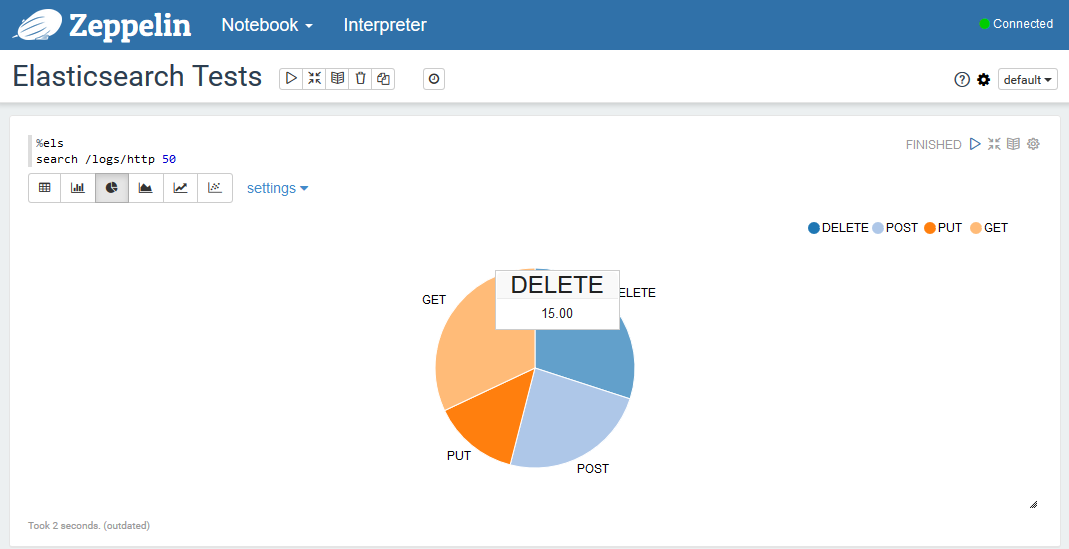 Zeppelin Notebook Interpreter Connected
Elasticsearch Tests default
%els FINISHED
search /logs/http 50
settings
DELETE POST PUT GET
DELETE
15.00
ELETE
GET
PUT
POST
Took 2 seconds. (outdated)